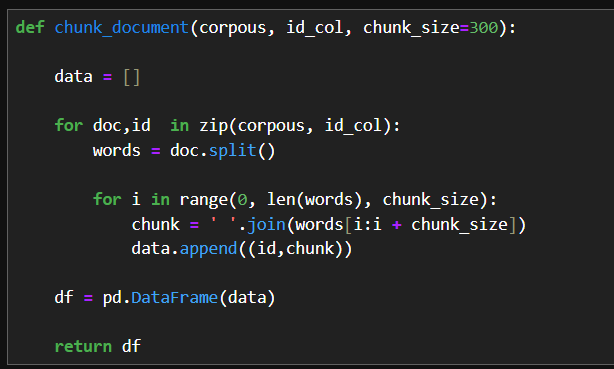 def chunk_document(corpous, id_col, chunk_size=300):
    data = []
    for doc,id  in zip(corpous, id_col):
        words = doc.split()
        for i in range(0, len(words), chunk_size):
            chunk = ' '.join(words[i:i + chunk_size])
            data.append((id,chunk))
    df = pd.DataFrame(data)
    return df